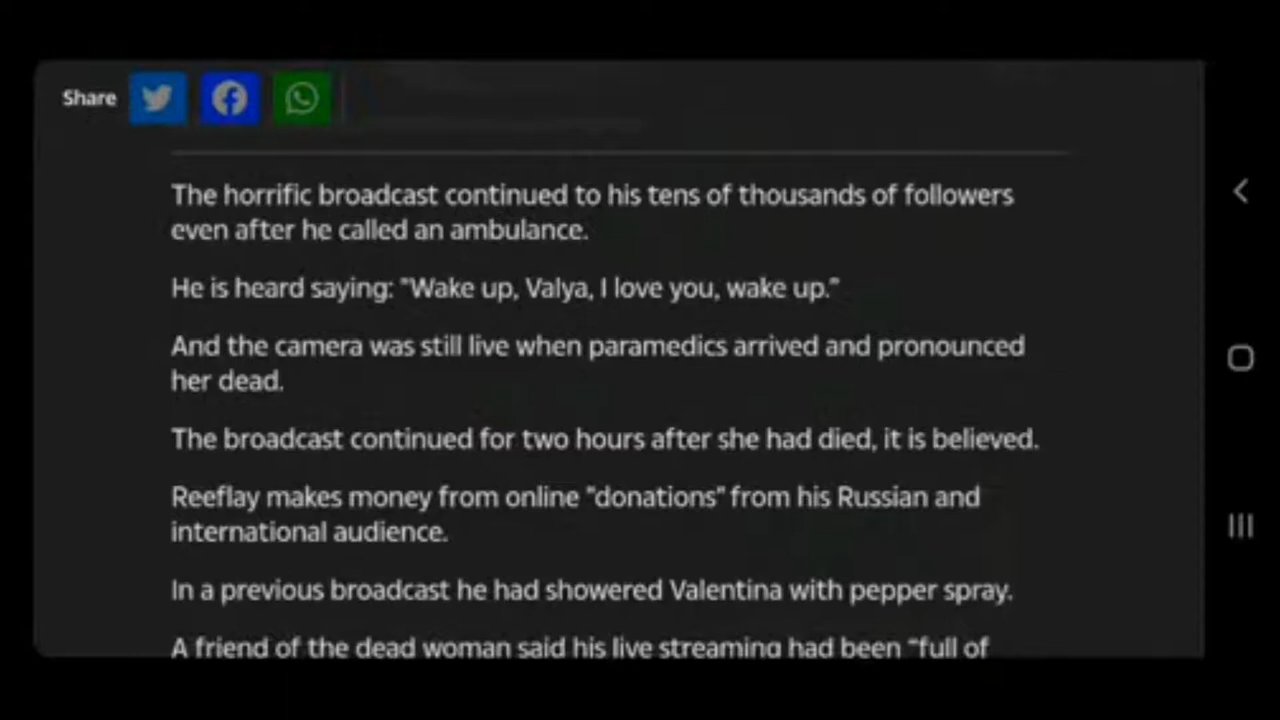 Share
The horrific broadcast continued to his tens of thousands of followers
even after he called an ambulance.
He is heard saying: "Wake up, Valya, I love you, wake up."
And the camera was still live when paramedics arrived and pronounced
her dead.
The broadcast continued for two hours after she had died, it is believed.
Reeflay makes money from online "donations" from his Russian and
international audience.
In a previous broadcast he had showered Valentina with pepper spray.
A friend of the dead woman said his live streaming had been "full of